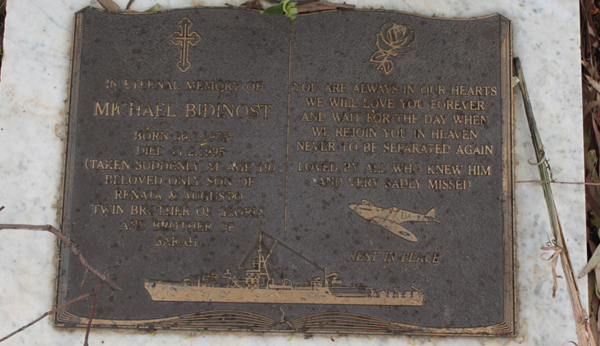 IN ETERNAL MEMORY OF
MICHAEL BIDINOST
BORN
DIED
(TAKEN SUDDENLY AT AGE
BELOVED ONLY SON OF
RENATA & AUGUSTO
TWIN BROTHER OF
AND BROTHER OF
SARAH
YOU ARE ALWAYS IN OUR HEARTS
WE WILL LOVE YOU FOREVER
AND WAIT FOR THE DAY WHEN
WE REJOIN YOU IN HEAVEN
NEVER TO BE SEPARATED AGAIN
LOVED BY ALL WHO KNEW HIM
AND VERY SADLY MISSED
REST IN PEACE